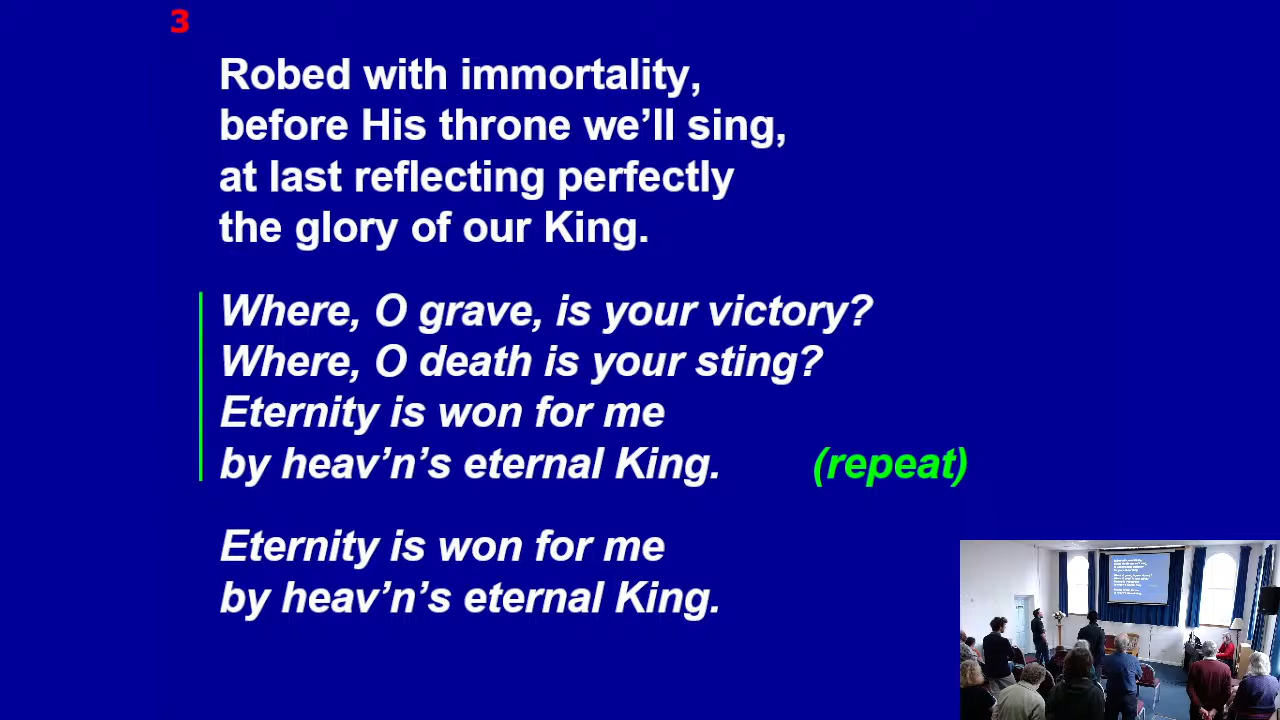 3
Robed with immortality,
before His throne we’ll sing,
at last reflecting perfectly
the glory of our King.
Where, O grave, is your victory?
Where, O death is your sting?
Eternity is won for me
by heav’n’s eternal King. (repeat)
Eternity is won for me
by heav’n’s eternal King.